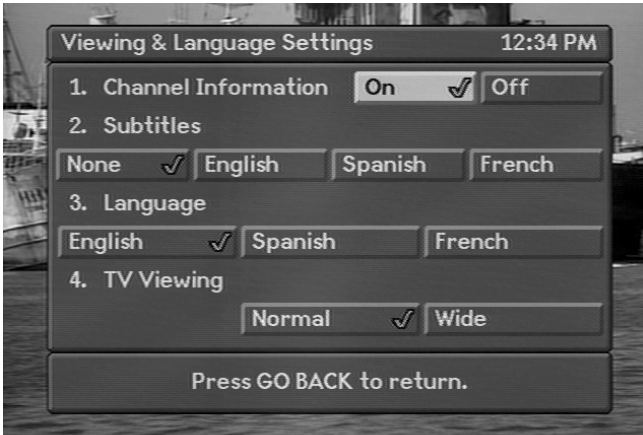 Viewing & Language Settings 12:34 PM
1. Channel Information On ✓ Off
2. Subtitles
None ✓ English Spanish French
3. Language
English ✓ Spanish French
4. TV Viewing
Normal ✓ Wide
Press GO BACK to return.